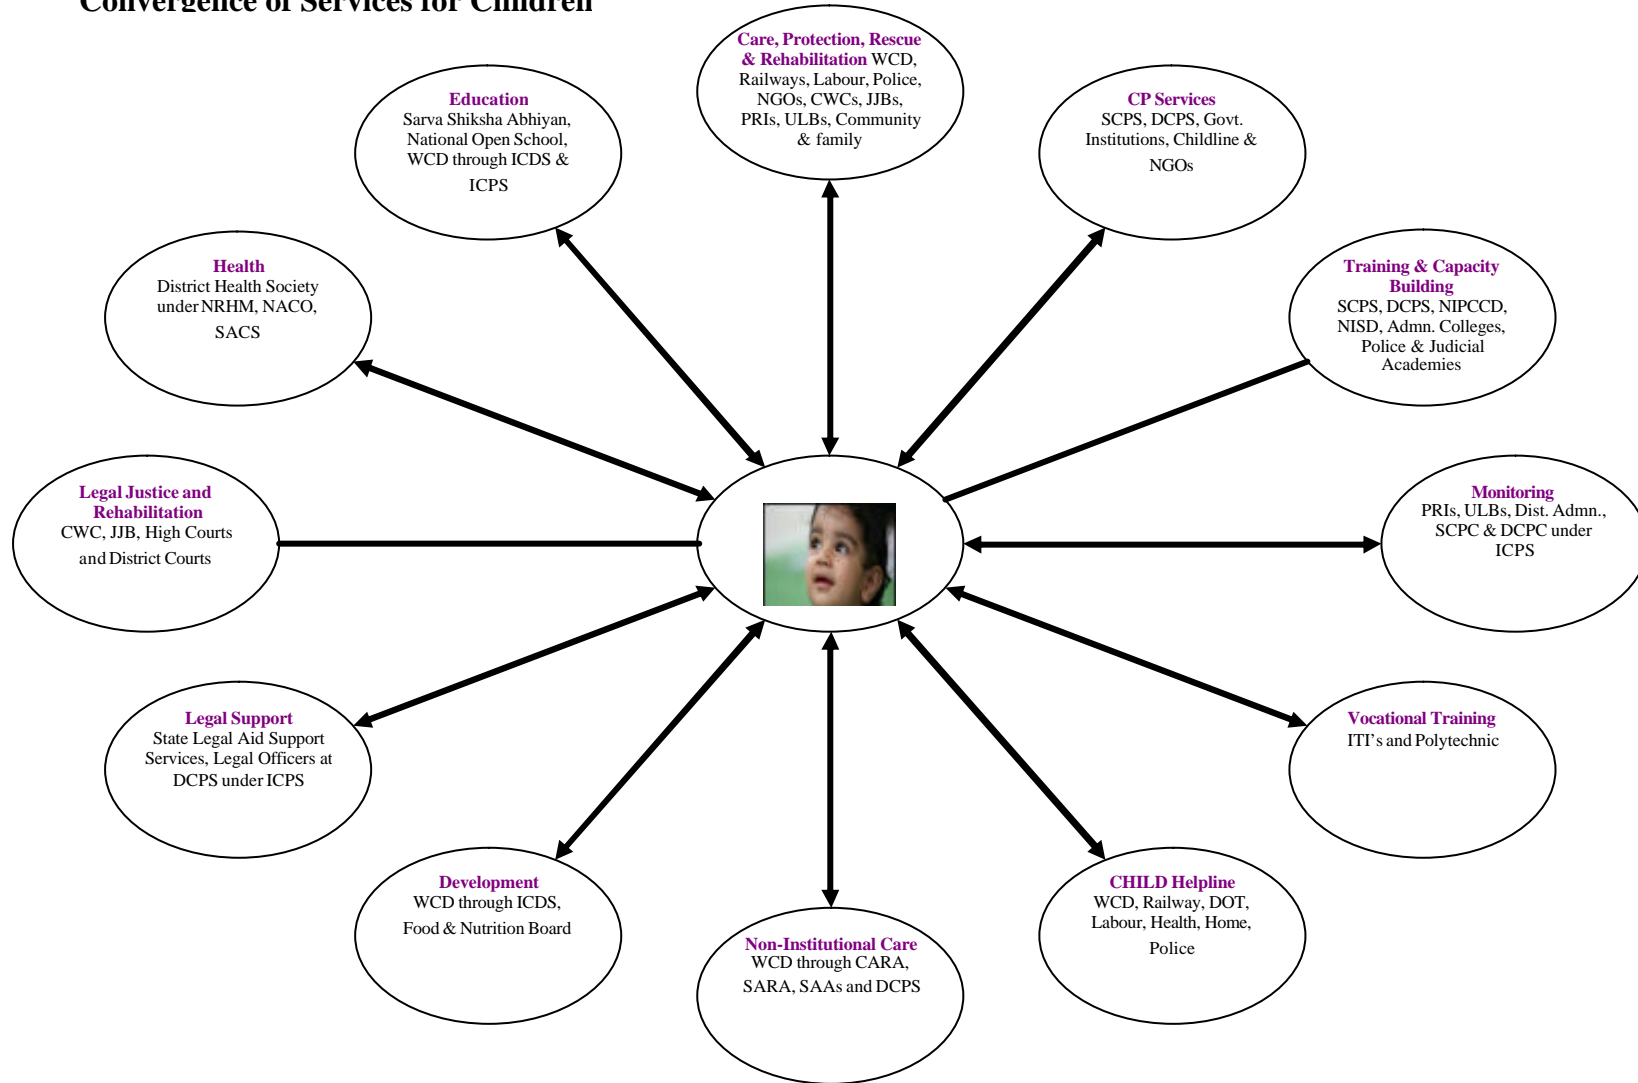 Convergence of Services for Children
Care, Protection, Rescue
& Rehabilitation WCD,
Railways, Labour, Police,
NGOs, CWCs, JJBs,
PRIs, ULBs, Community
& family
CP Services
SCPS, DCPS, Govt.
Institutions, Childline &
NGOs
Training & Capacity
Building
SCPS, DCPS, NIPCCD,
NISD, Admn. Colleges,
Police & Judicial
Academies
Monitoring
PRIs, ULBs, Dist. Admn.,
SCPC & DCPC under
ICPS
Vocational Training
ITI's and Polytechnic
CHILD Helpline
WCD, Railway, DOT,
Labour, Health, Home,
Police
Non-Institutional Care
WCD through CARA,
SARA, SAAs and DCPS
Development
WCD through ICDS,
Food & Nutrition Board
Legal Support
State Legal Aid Support
Services, Legal Officers at
DCPS under ICPS
Legal Justice and
Rehabilitation
CWC, JJB, High Courts
and District Courts
Health
District Health Society
under NRHM, NACO,
SACS
Education
Sarva Shiksha Abhiyan,
National Open School,
WCD through ICDS &
ICPS